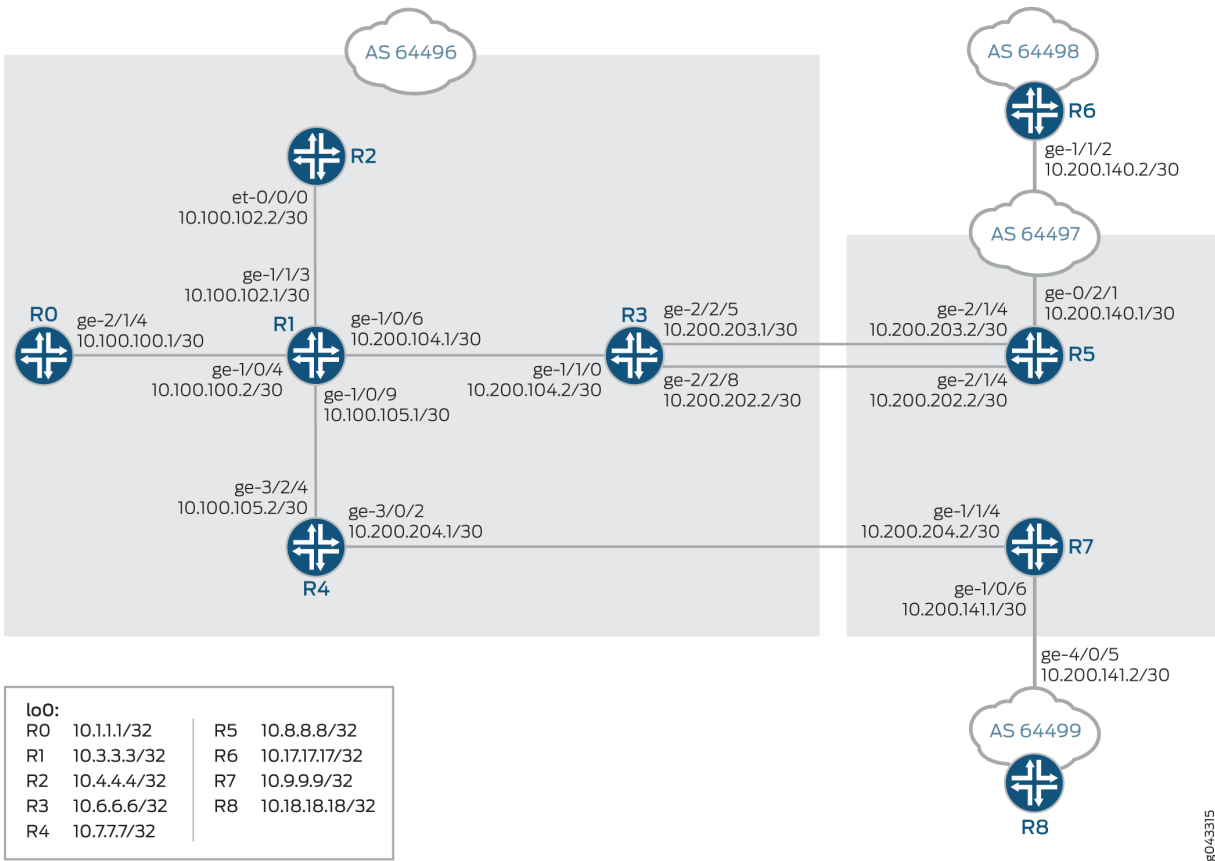 AS 64496
AS 64498
R6
ge-1/1/2
10.200.140.2/30
R2
et-0/0/0
10.100.102.2/30
AS 64497
ge-1/1/3
10.100.102.1/30
ge-0/2/1
10.200.140.1/30
R0
ge-2/1/4
10.100.100.1/30
R1
ge-1/0/6
10.200.104.1/30
R3
ge-2/2/5
10.200.203.1/30
ge-2/1/4
10.200.203.2/30
R5
ge-1/0/4
10.100.100.2/30
ge-1/0/9
10.100.105.1/30
ge-1/1/0
10.200.104.2/30
ge-2/2/8
10.200.202.2/30
ge-2/1/4
10.200.202.2/30
ge-3/2/4
10.100.105.2/30
ge-3/0/2
10.200.204.1/30
R4
ge-1/1/4
10.200.204.2/30
R7
ge-1/0/6
10.200.141.1/30
ge-4/0/5
10.200.141.2/30
AS 64499
R8
lo0:
R0 10.1.1.1/32
R1 10.3.3.3/32
R2 10.4.4.4/32
R3 10.6.6.6/32
R4 10.7.7.7/32
R5 10.8.8.8/32
R6 10.17.17.17/32
R7 10.9.9.9/32
R8 10.18.18.18/32
g043315